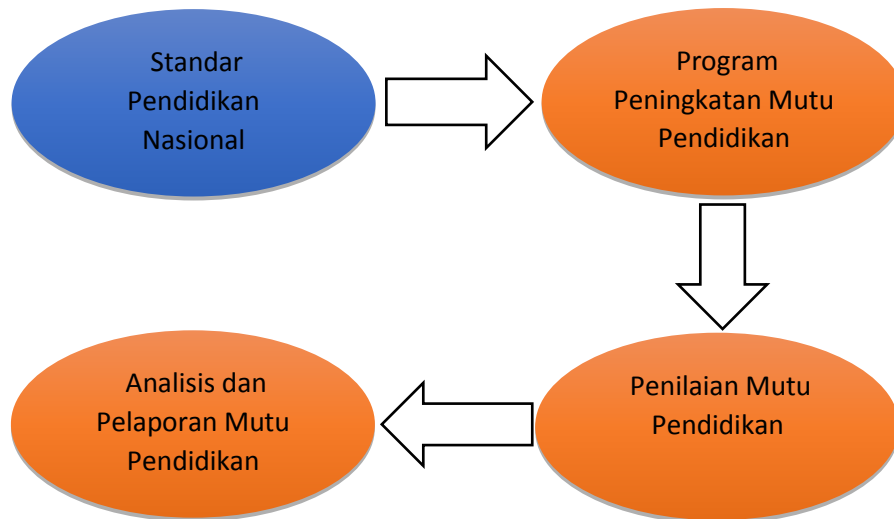 Standar
Pendidikan
Nasional
Program
Peningkatan Mutu
Pendidikan
Penilaian Mutu
Pendidikan
Analisis dan
Pelaporan Mutu
Pendidikan